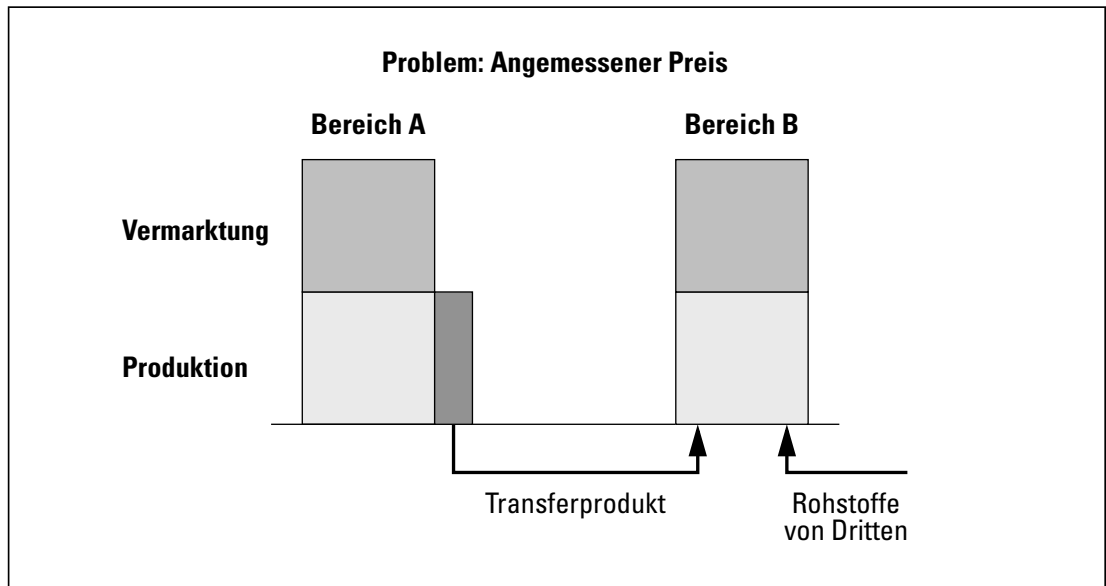 Problem: Angemessener Preis
Bereich A
Bereich B
Vermarktung
Produktion
Transferprodukt
Rohstoffe
von Dritten